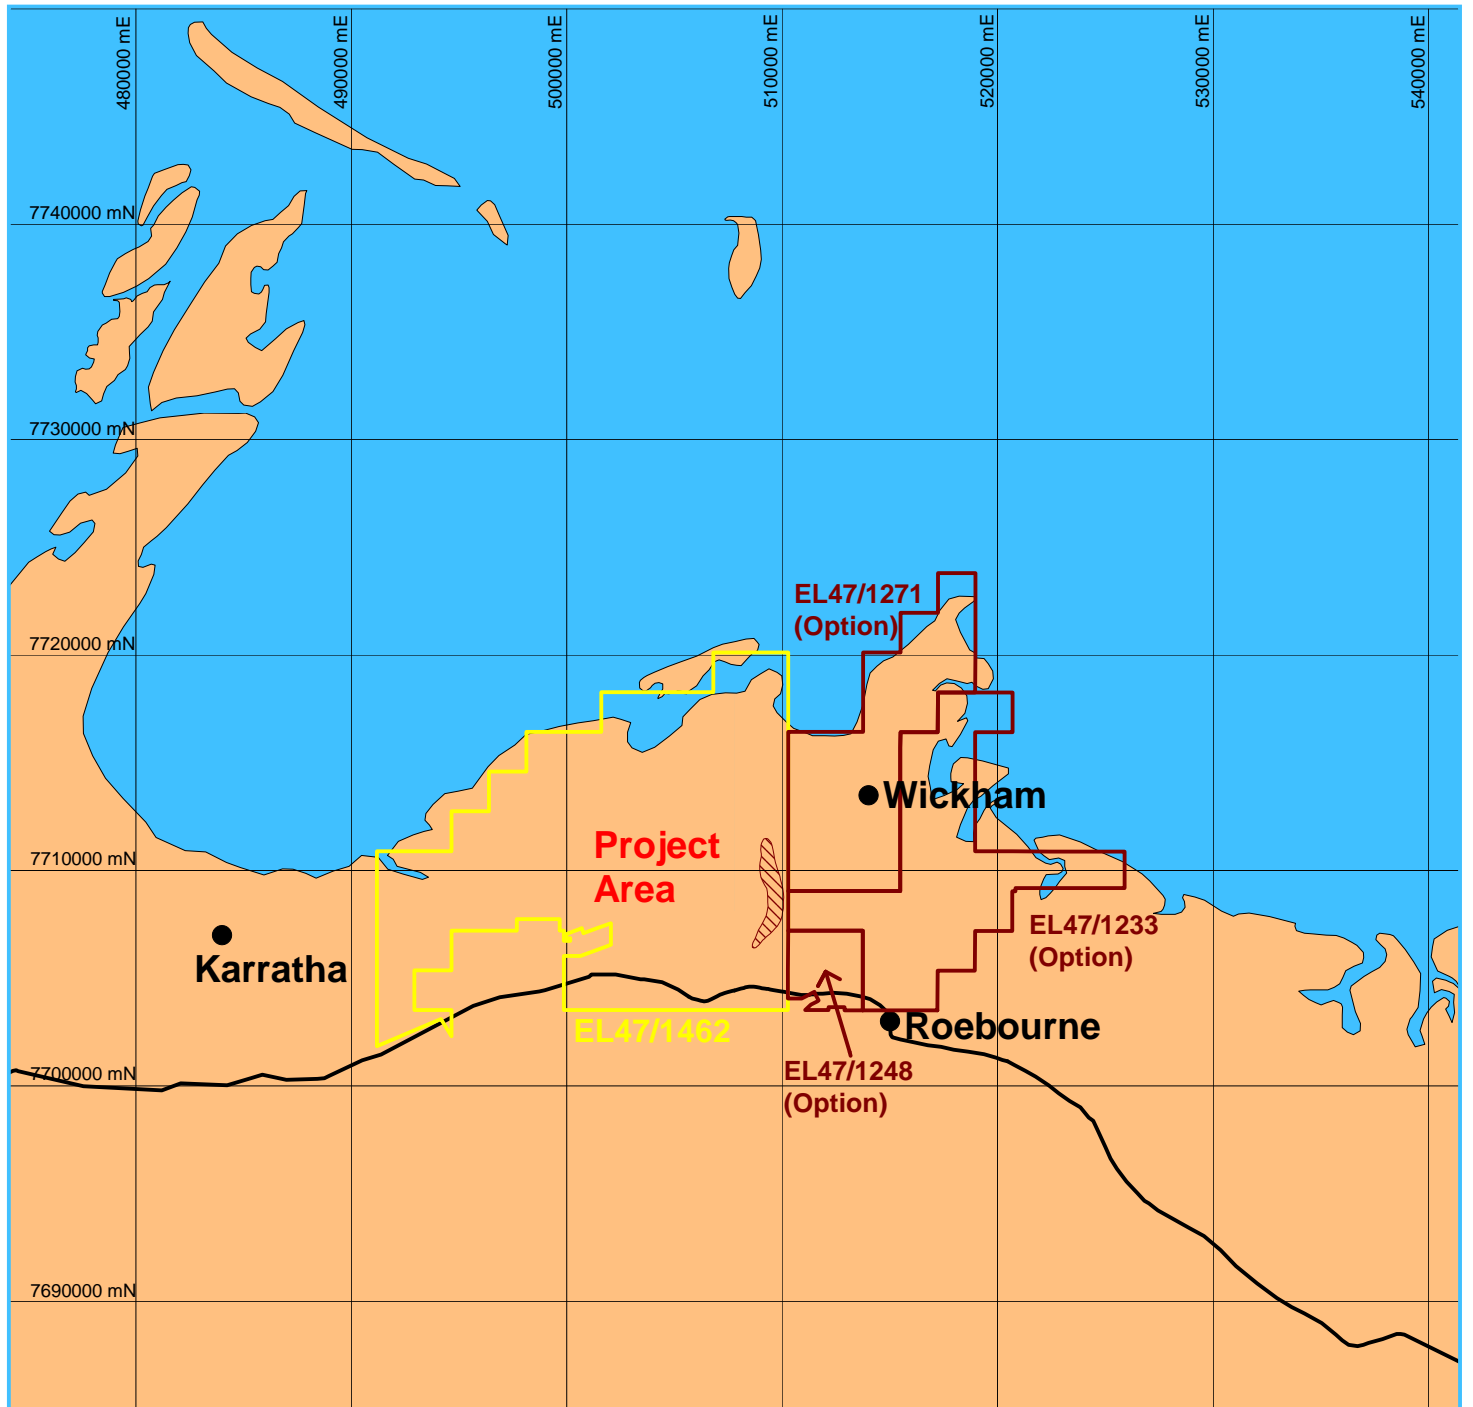 480000 mE
490000 mE
500000 mE
510000 mE
520000 mE
530000 mE
540000 mE
7740000 mN
7730000 mN
EL47/1271
(Option)
7720000 mN
Wickham
Project
Area
7710000 mN
EL47/1233
(Option)
Karratha
Roebourne
EL47/1462
EL47/1248
(Option)
7700000 mN
7690000 mN